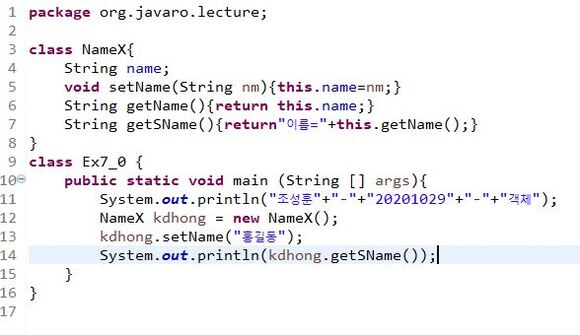 1 package org.javaro.lecture;
2
3 class NameX{
4     String name;
5     void setName(String nm){this.name=nm;}
6     String getName(){return this.name;}
7     String getSName(){return"이름="+this.getName();}
8 }
9 class Ex7_0 {
10     public static void main (String [] args){
11         System.out.println("조성훈"+"-"+"20201029"+"-"+"객체");
12         NameX kdhong = new NameX();
13         kdhong.setName("홍길동");
14         System.out.println(kdhong.getSName());
15     }
16 }
17